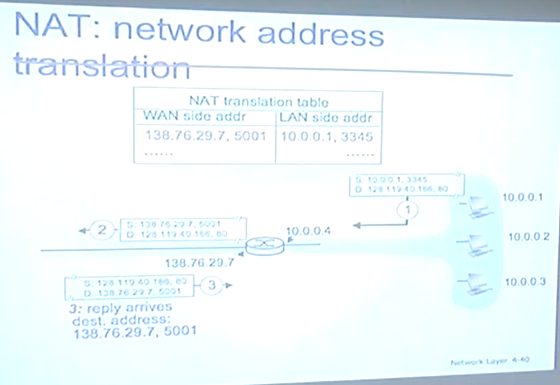 NAT: network address
translation
NAT translation table
WAN side addr LAN side addr
138.76.29.7, 5001 10.0.0.1, 3345
...... ......
S: 10.0.0.1, 3345
D: 128.119.40.186, 80
1
10.0.0.1
2
S: 138.76.29.7, 5001
D: 128.119.40.186, 80
10.0.0.4
10.0.0.2
138.76.29.7
S: 128.119.40.186, 80
D: 138.76.29.7, 5001
3
10.0.0.3
3: reply arrives
dest. address:
138.76.29.7, 5001
Network Layer 4-40